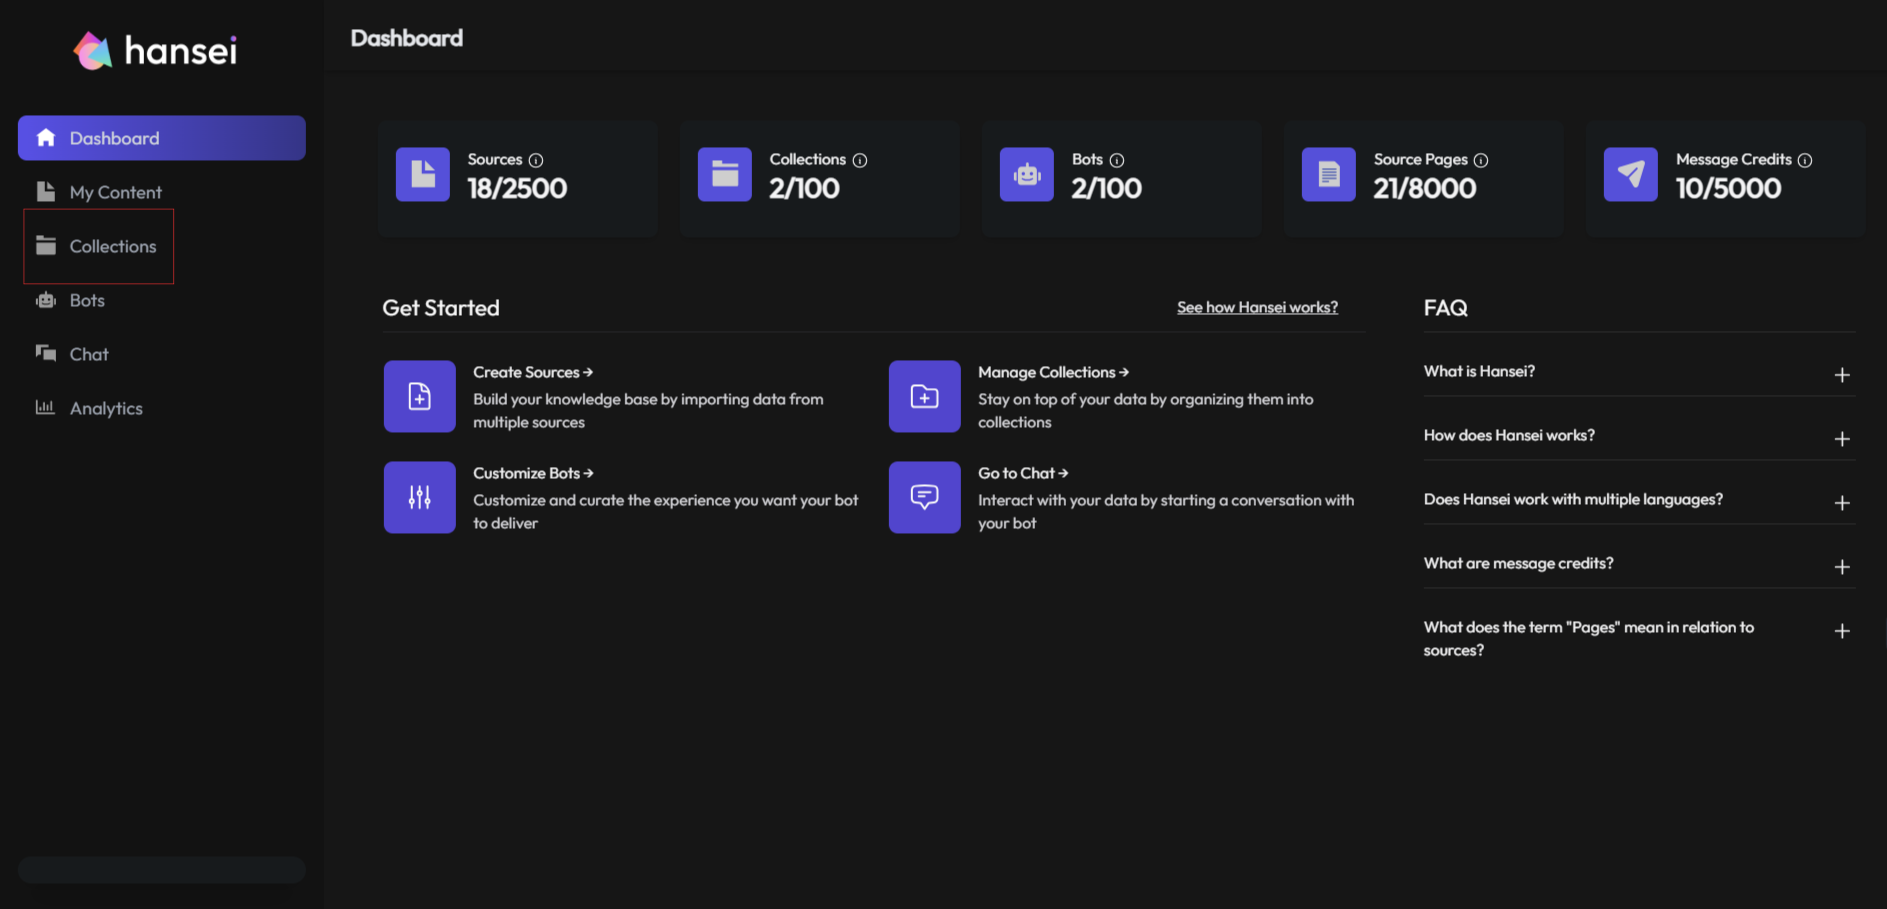 hansei
Dashboard
My Content
Collections
Bots
Chat
Analytics
Dashboard
Sources
18/2500
Collections
2/100
Bots
2/100
Source Pages
21/8000
Message Credits
10/5000
Get Started
See how Hansei works?
Create Sources →
Build your knowledge base by importing data from
multiple sources
Manage Collections →
Stay on top of your data by organizing them into
collections
Customize Bots →
Customize and curate the experience you want your bot
to deliver
Go to Chat →
Interact with your data by starting a conversation with
your bot
FAQ
What is Hansei?
How does Hansei works?
Does Hansei work with multiple languages?
What are message credits?
What does the term "Pages" mean in relation to
sources?